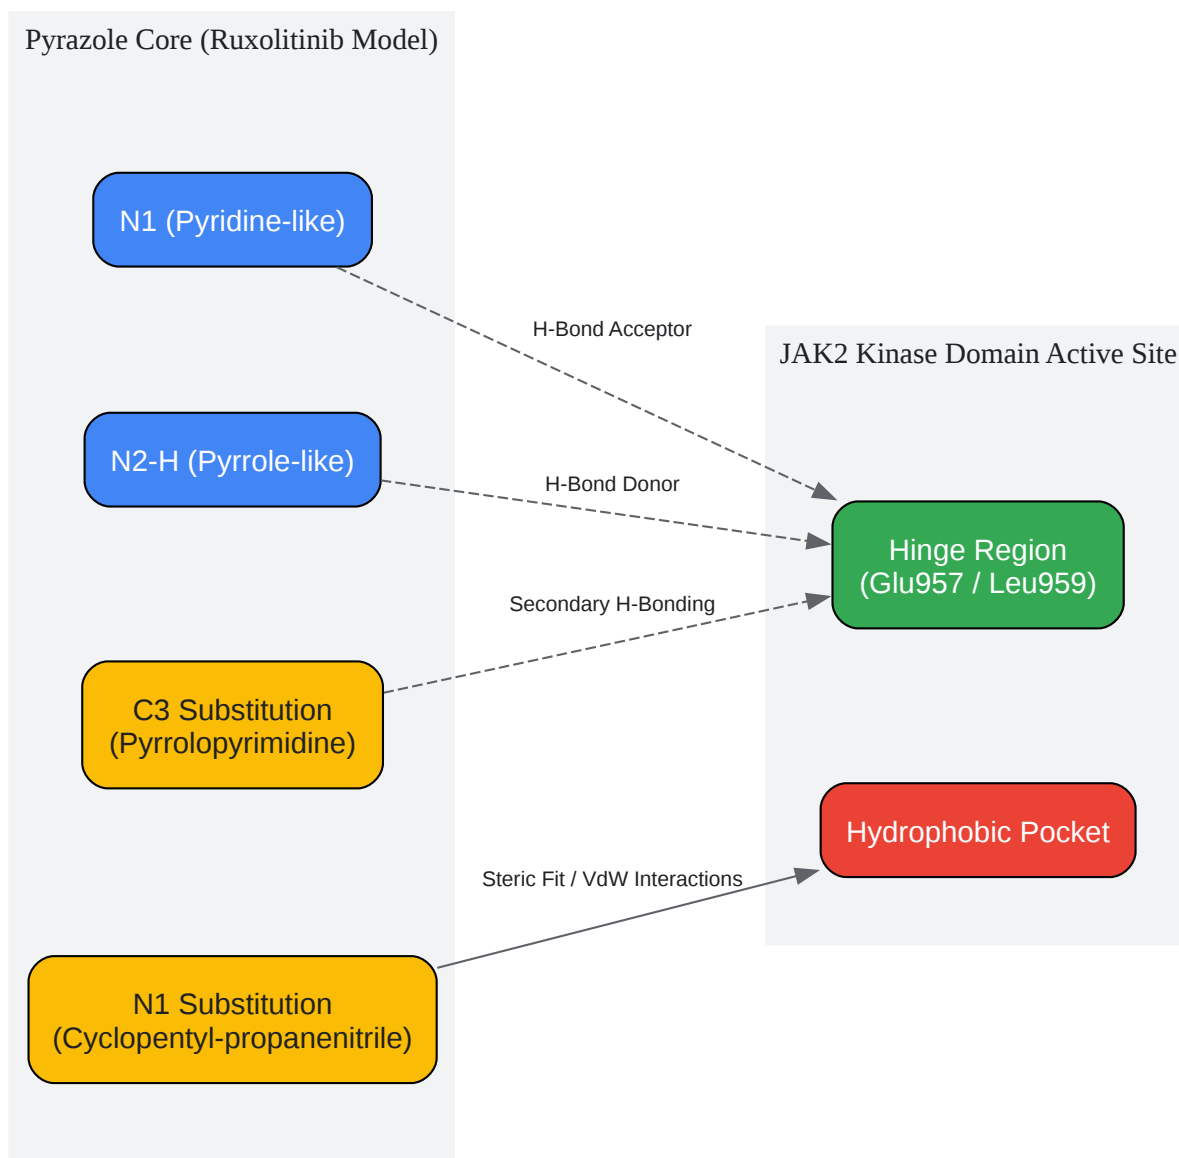 Pyrazole Core (Ruxolitinib Model)
N1 (Pyridine-like)
H-Bond Acceptor
JAK2 Kinase Domain Active Site
N2-H (Pyrrole-like)
H-Bond Donor
Hinge Region
(Glu957 / Leu959)
Secondary H-Bonding
C3 Substitution
(Pyrrolopyrimidine)
Hydrophobic Pocket
Steric Fit / VdW Interactions
N1 Substitution
(Cyclopentyl-propanenitrile)